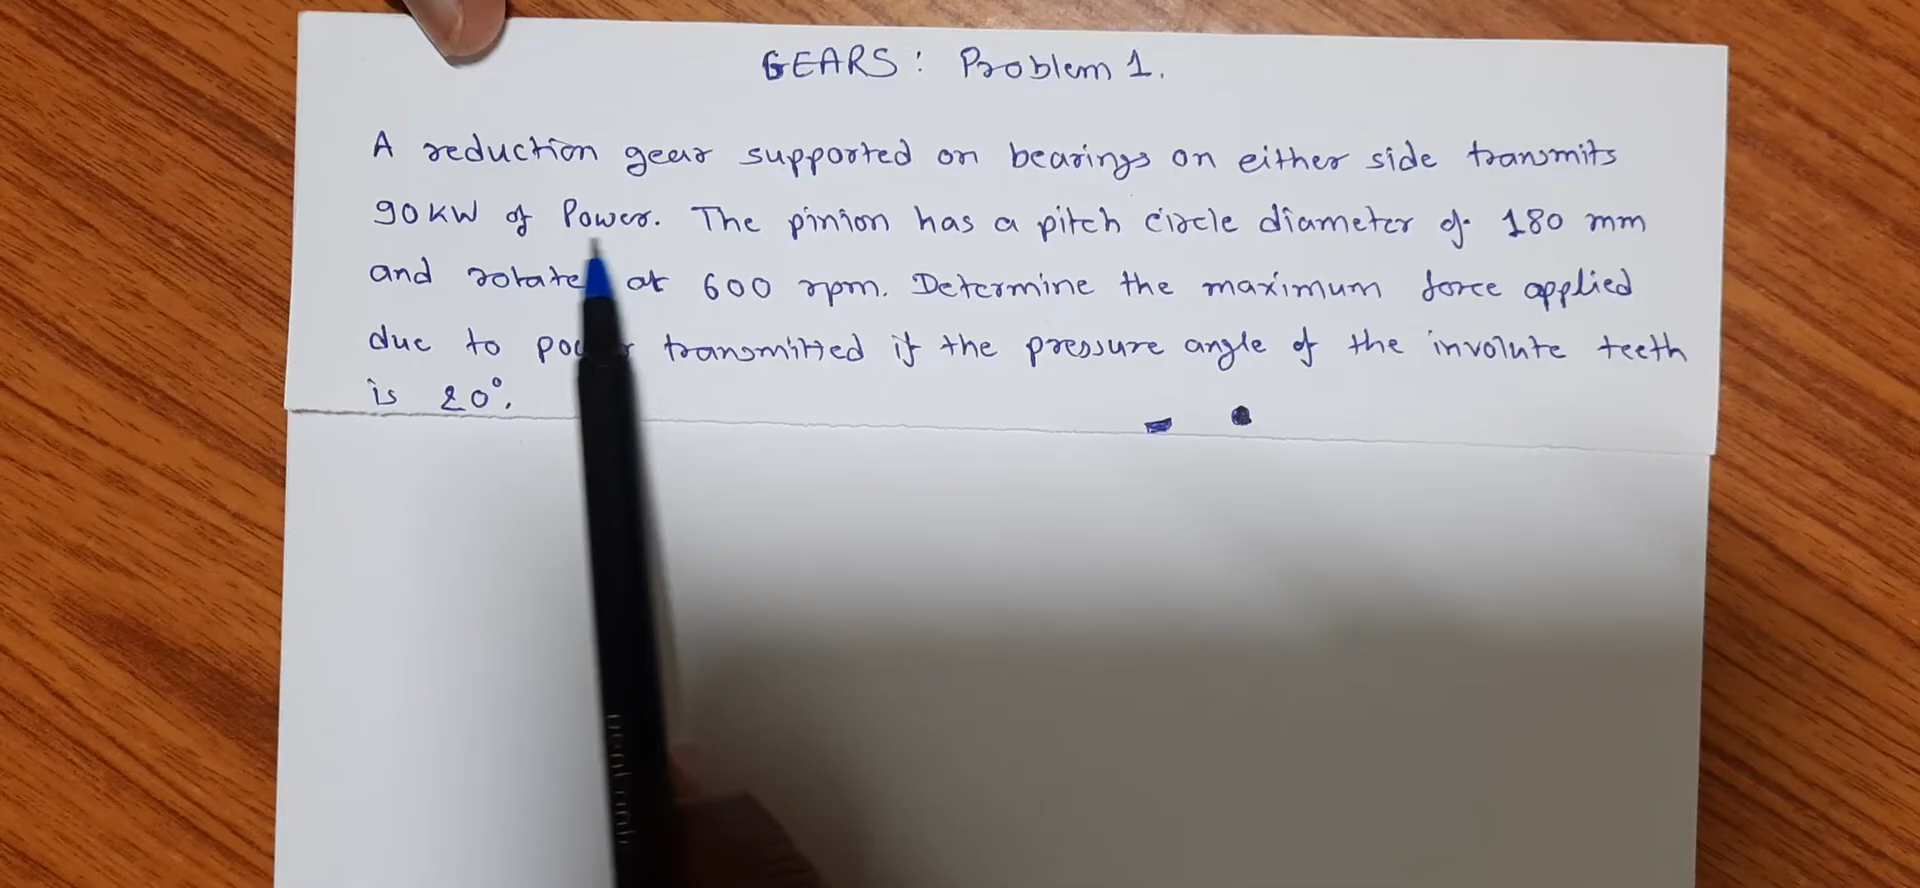 GEARS: Problem 1.
A reduction gear supported on bearings on either side transmits
90 KW of Power. The pinion has a pitch circle diameter of 180 mm
and rotates at 600 rpm. Determine the maximum force applied
due to power transmitted if the pressure angle of the involute teeth
is 20°.